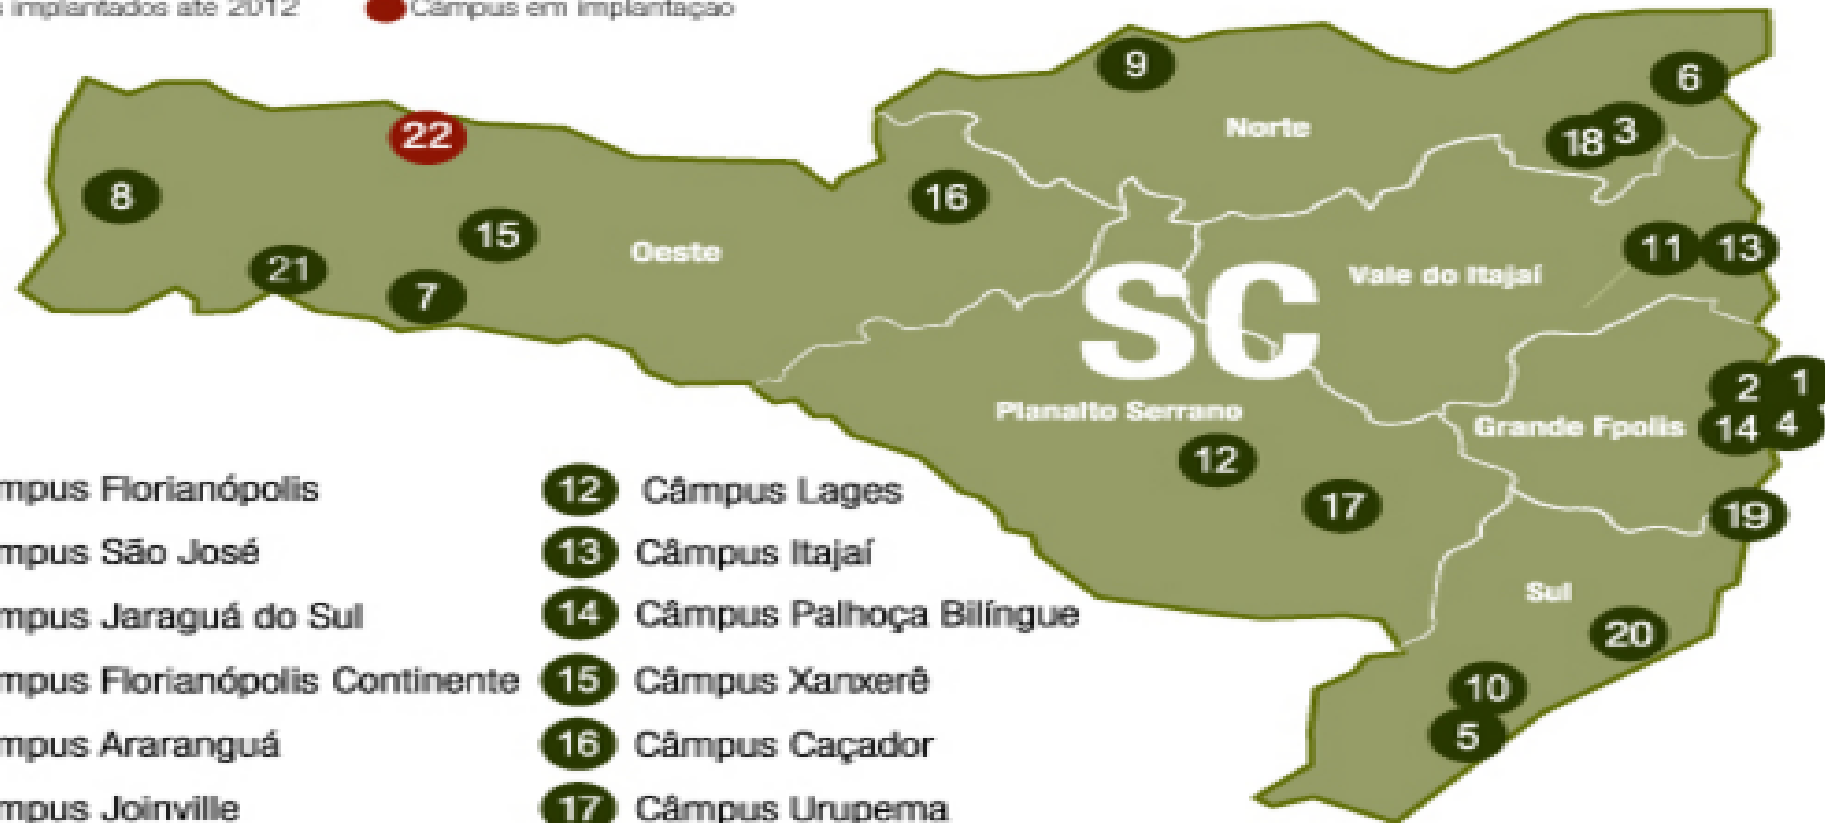 implantados até 2012
Câmpus em implantação
9
6
22
Norte
18
3
8
16
15
Oeste
11
13
21
7
Vale do Itajaí
SC
2
1
Planalto Serrano
Grande Fpolis
14
4
12
17
19
Sul
20
10
5
mpus Florianópolis
mpus São José
mpus Jaraguá do Sul
mpus Florianópolis Continente
mpus Araranguá
mpus Joinville
12 Câmpus Lages
13 Câmpus Itajaí
14 Câmpus Palhoça Bilíngue
15 Câmpus Xanxerê
16 Câmpus Caçador
17 Câmpus Urupema